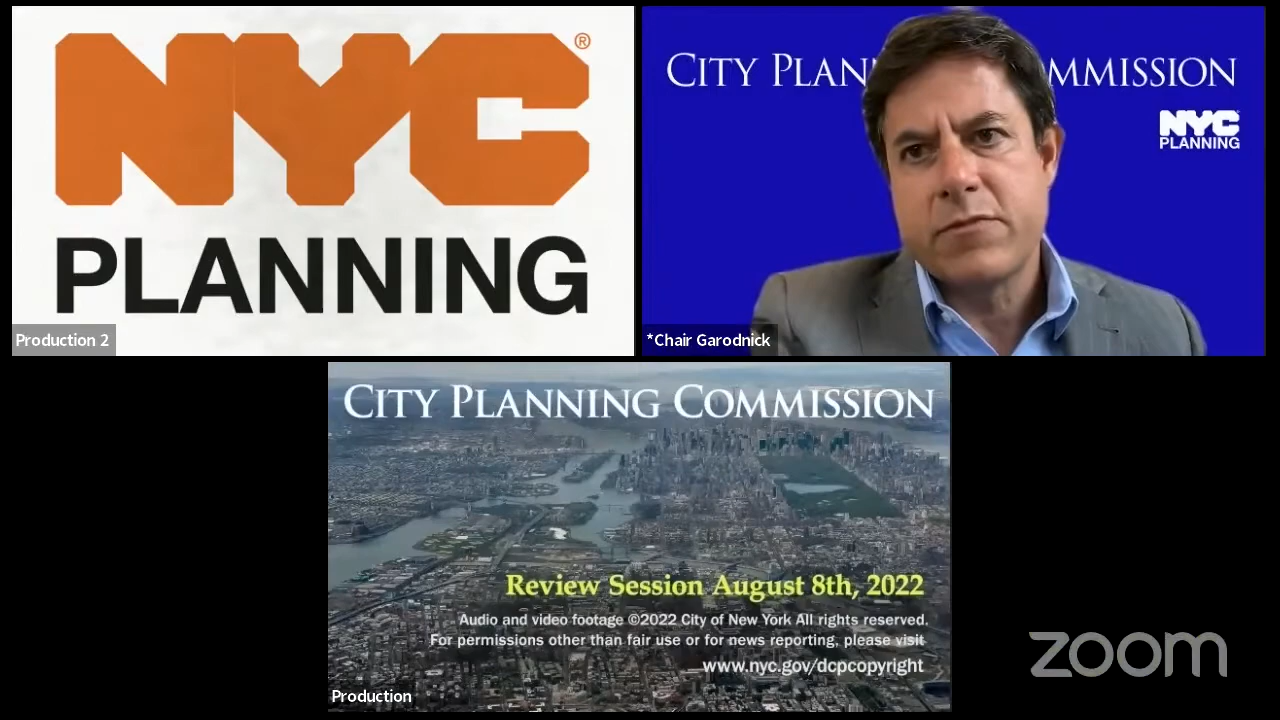 NYC®
PLANNING
Production 2
CITY PLAN MMISSION
NYC
PLANNING
*Chair Garodnick
CITY PLANNING COMMISSION
Review Session August 8th, 2022
Audio and video footage ©2022 City of New York All rights reserved.
For permissions other than fair use or for news reporting, please visit
www.nyc.gov/dcpcopyright
Production
zoom